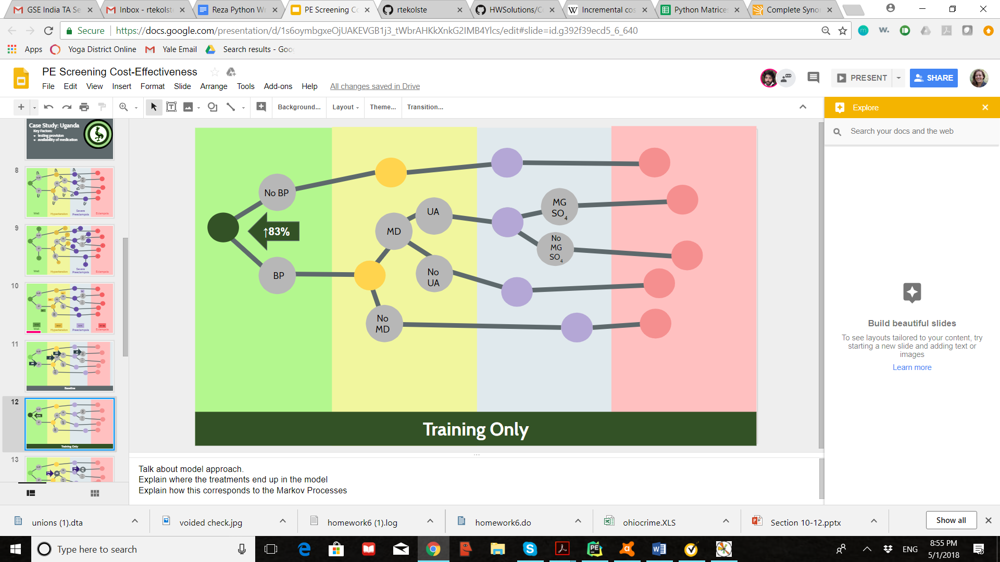 GSE India TA Se
Inbox - rtekolst
Reza Python Wr
PE Screening Co
rtekolste
HWSolutions/Co
Incremental cos
Python Matrice
Complete Syno
Secure
https://docs.google.com/presentation/d/1s6oymbgxeOjUAKEVGB1j3_tWbrAHKkXnkG2IMB4Ylcs/edit#slide=id.g392f39ecd5_6_640
Apps
Yoga District Online
Yale Email
Search results - Goo
PE Screening Cost-Effectiveness
File Edit View Insert Format Slide Arrange Tools Add-ons Help All changes saved in Drive
PRESENT
SHARE
Background...
Layout
Theme...
Transition...
Explore
Search your docs and the web
Case Study: Uganda
Key Factors:
testing provision
availability of medication
8
Well Hypertension Severe Preeclampsia Eclampsia
9
Well Hypertension Severe Preeclampsia Eclampsia
10
Well Hypertension Preeclampsia Eclampsia
11
Baseline
12
Training Only
13
No BP
↑83%
BP
MD
UA
No
UA
No
MD
MG
SO4
No
MG
SO4
Training Only
Build beautiful slides
To see layouts tailored to your content, try
starting a new slide and adding text or
images
Learn more
Talk about model approach.
Explain where the treatments end up in the model
Explain how this corresponds to the Markov Processes
unions (1).dta
voided check.jpg
homework6 (1).log
homework6.do
ohiocrime.XLS
Section 10-12.pptx
Show all
Type here to search
ENG
8:55 PM
5/1/2018